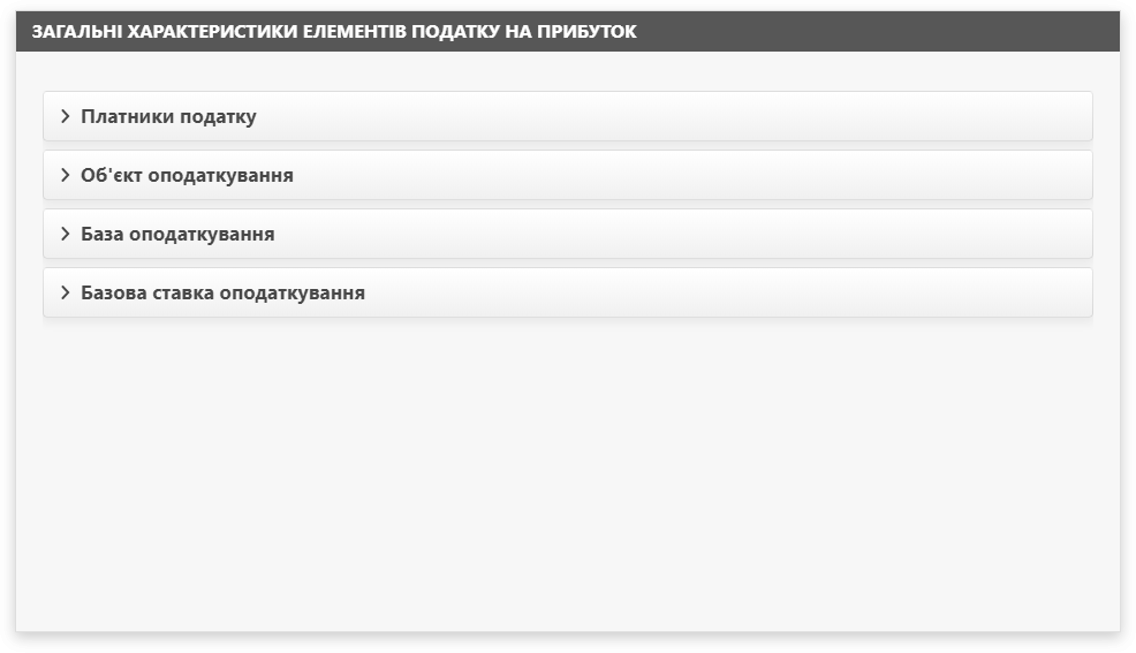 ЗАГАЛЬНІ ХАРАКТЕРИСТИКИ ЕЛЕМЕНТІВ ПОДАТКУ НА ПРИБУТОК
Платники податку
Об'єкт оподаткування
База оподаткування
Базова ставка оподаткування